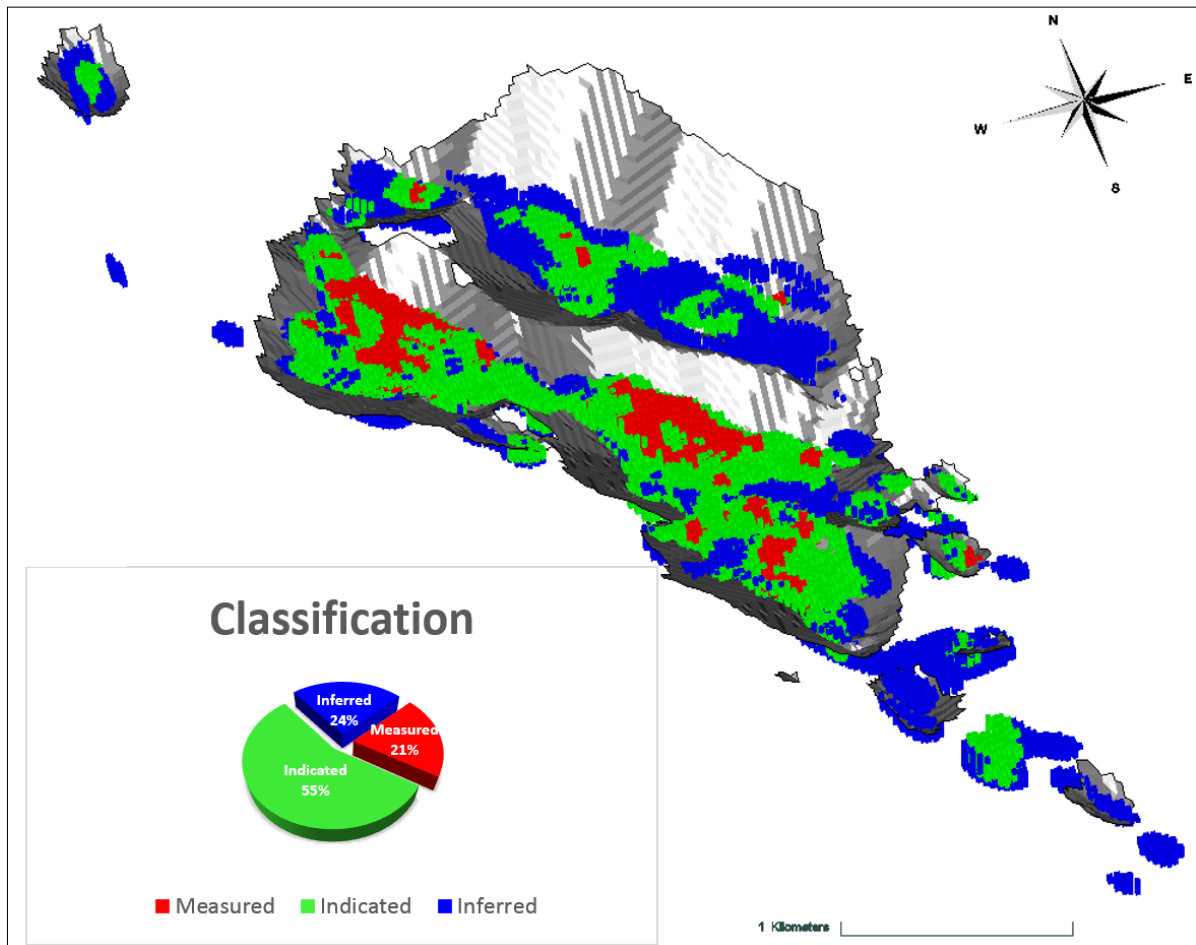 N
E
W
S
Classification
Inferred
24%
Measured
21%
Indicated
55%
Measured Indicated Inferred
1 Kilometers